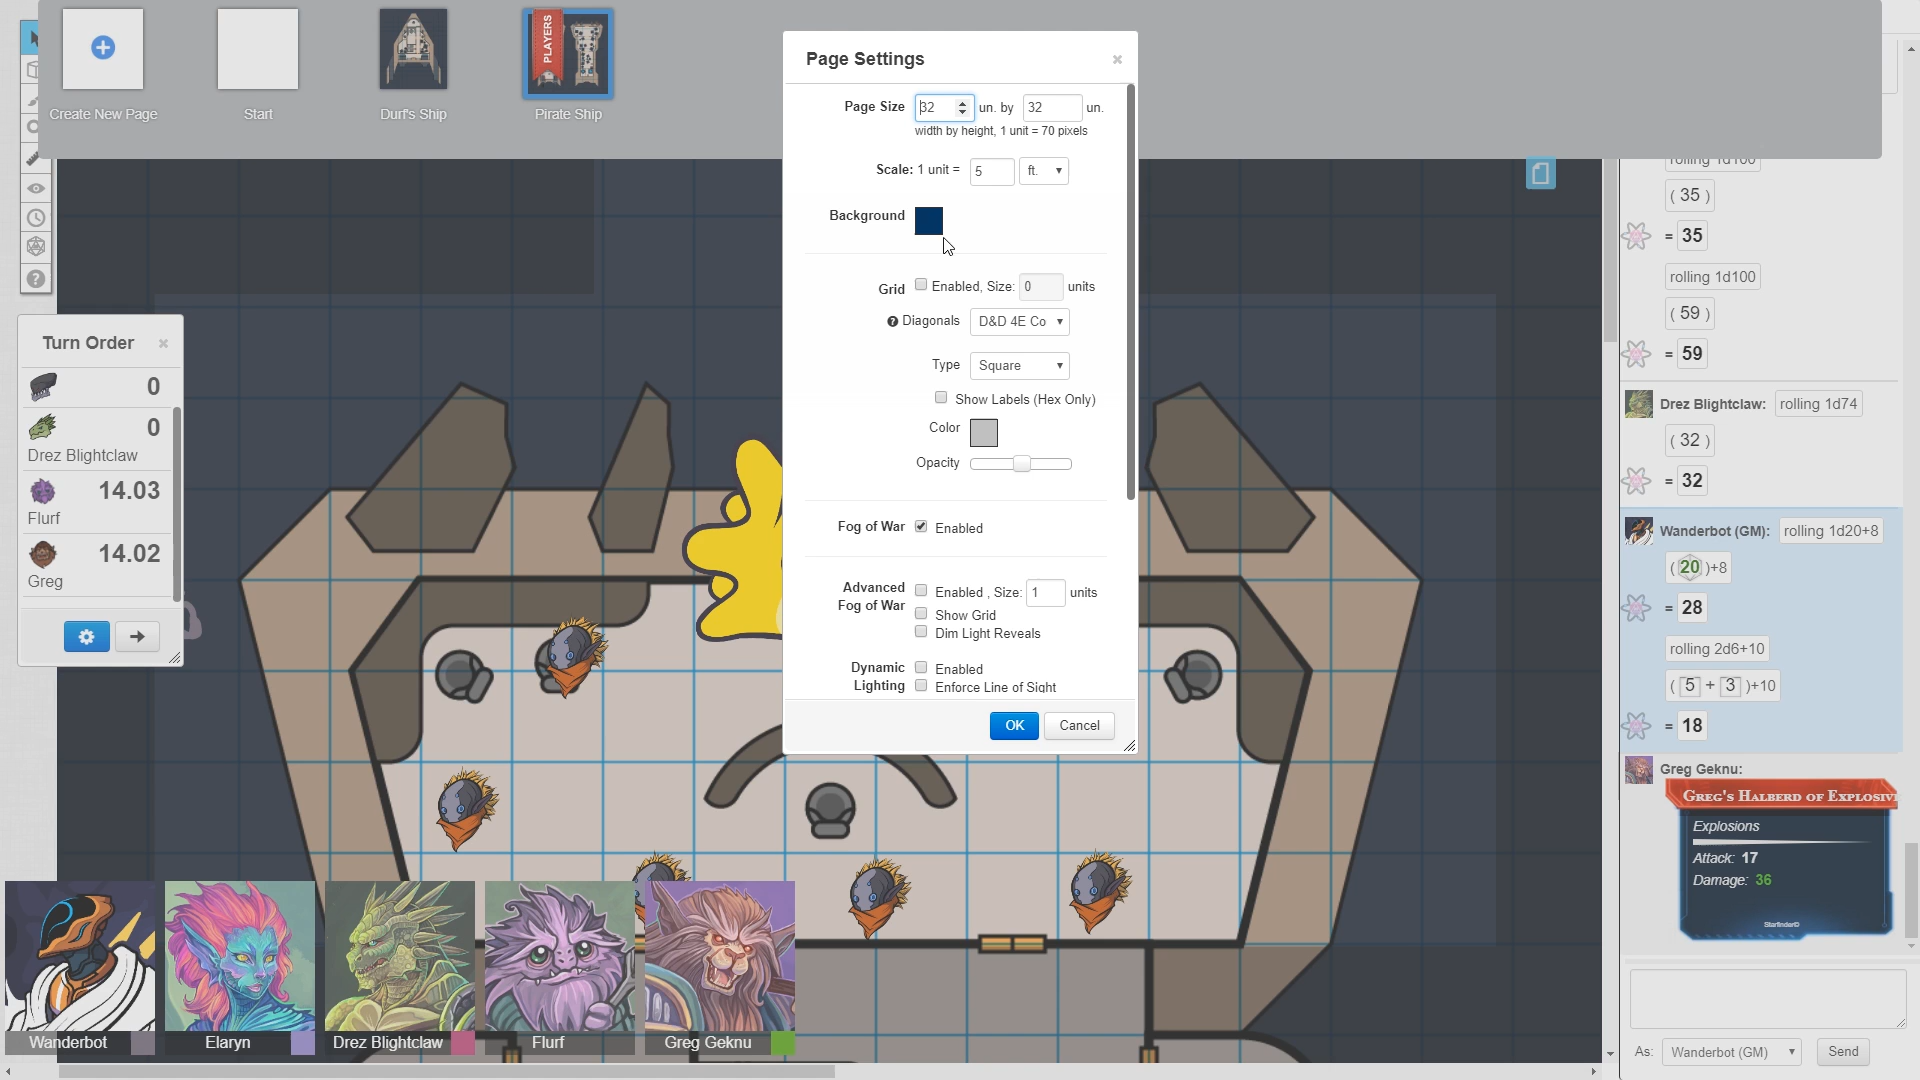 Create New Page
Start
Durf's Ship
PLAYERS
Pirate Ship
Page Settings
×
Page Size 32 un. by 32 un.
width by height, 1 unit = 70 pixels
Scale: 1 unit = 5 ft.
Background
Grid Enabled, Size: 0 units
Diagonals D&D 4E Co
Type Square
Show Labels (Hex Only)
Color
Opacity
Fog of War Enabled
Advanced Fog of War Enabled , Size: 1 units
Show Grid
Dim Light Reveals
Dynamic Lighting Enabled
Enforce Line of Sight
OK Cancel
Turn Order ×
0
0
Drez Blightclaw
14.03
Flurf
14.02
Greg
rolling 1d100
( 35 )
= 35
rolling 1d100
( 59 )
= 59
Drez Blightclaw: rolling 1d74
( 32 )
= 32
Wanderbot (GM): rolling 1d20+8
( 20 )+8
= 28
rolling 2d6+10
( 5 + 3 )+10
= 18
Greg Geknu:
GREG'S HALBERD OF EXPLOSIV
Explosions
Attack: 17
Damage: 36
Starfinder©
Wanderbot
Elaryn
Drez Blightclaw
Flurf
Greg Geknu
As: Wanderbot (GM) Send